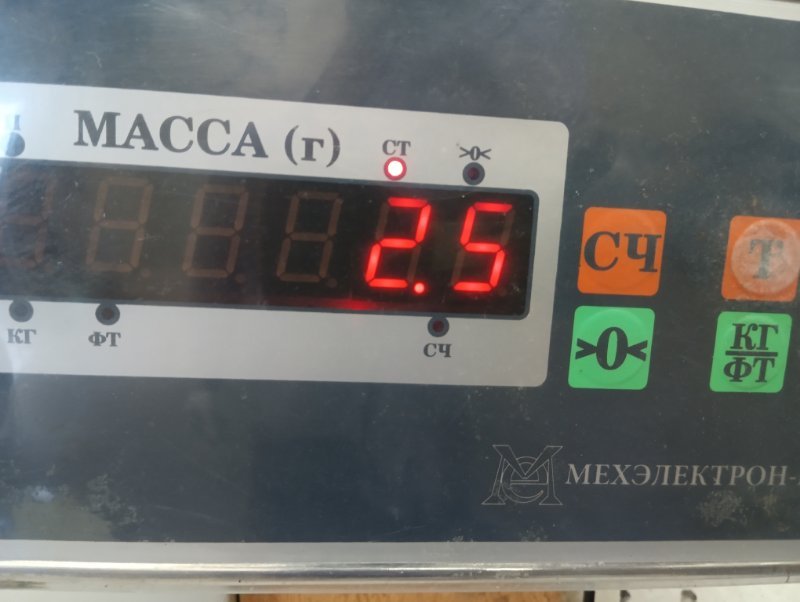 МАССА (г)
СТ
>0<
2.5
КГ
ФТ
СЧ
СЧ
Т
>0<
КГ
ФТ
МЕХЭЛЕКТРОН-